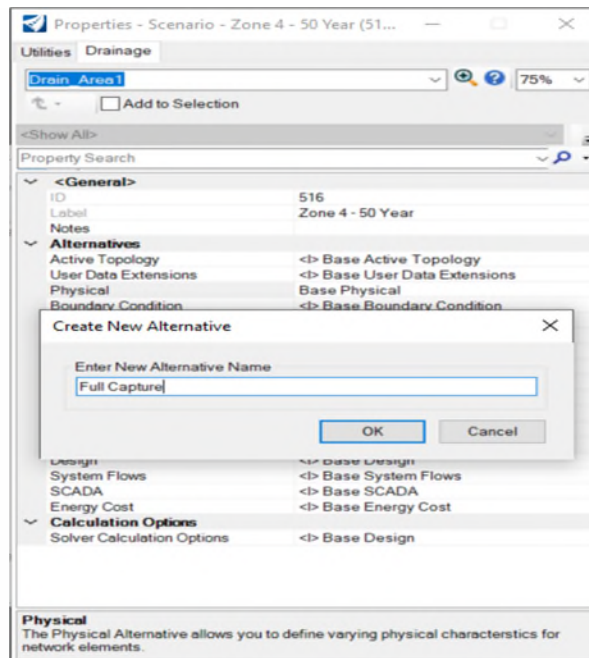 Properties - Scenario - Zone 4 - 50 Year (51...
Utilities Drainage
Drain_Area1 75%
Add to Selection
<Show All>
Property Search
<General>
ID 516
Label Zone 4 - 50 Year
Notes
Alternatives
Active Topology <I> Base Active Topology
User Data Extensions <I> Base User Data Extensions
Physical Base Physical
Boundary Condition <I> Base Boundary Condition
Create New Alternative
Enter New Alternative Name
Full Capture
OK Cancel
Design <I> Base Design
System Flows <I> Base System Flows
SCADA <I> Base SCADA
Energy Cost <I> Base Energy Cost
Calculation Options
Solver Calculation Options <I> Base Design
Physical
The Physical Alternative allows you to define varying physical characterstics for
network elements.